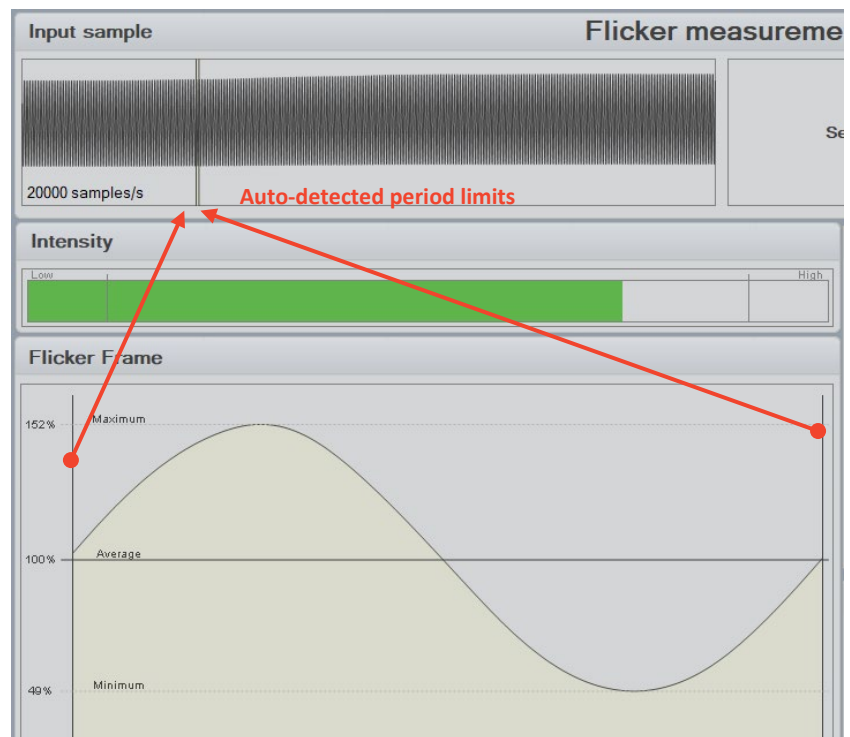 Input sample
Flicker measureme
Se
20000 samples/s
Auto-detected period limits
Intensity
Low
High
Flicker Frame
152%
Maximum
100%
Average
49%
Minimum